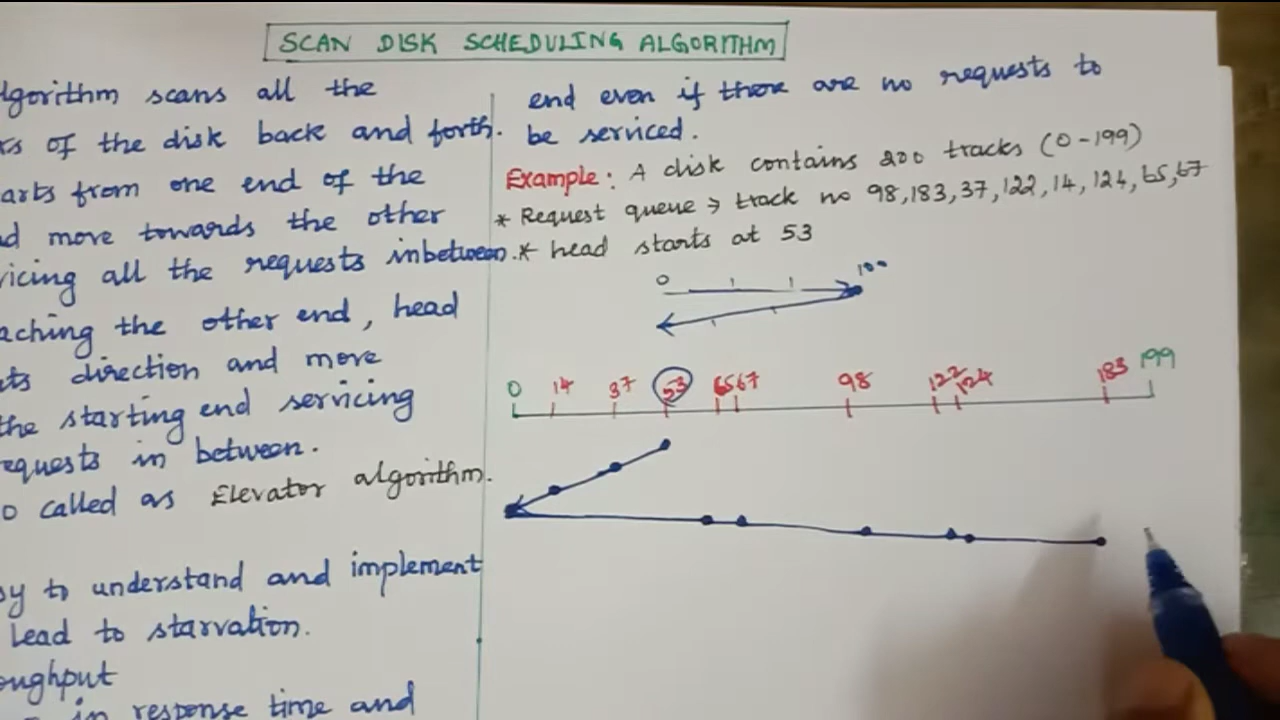 SCAN DISK SCHEDULING ALGORITHM
lgorithm scans all the
of the disk back and forth.
arts from one end of the
move towards the other
icing all the requests inbetween.
aching the other end, head
its direction and more
the starting end servicing
equests in between.
called as Elevator algorithm.
sy to understand and implement
lead to starvation.
oughput
in response time and
end even if there are no requests to
be serviced.
Example: A disk contains 200 tracks (0-199)
* Request queue → track no 98,183,37,122,14,124,65,67
* head starts at 53
0 100
0 14 37 53 65 67 98 122 124 183 199